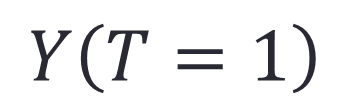 Y(T = 1)